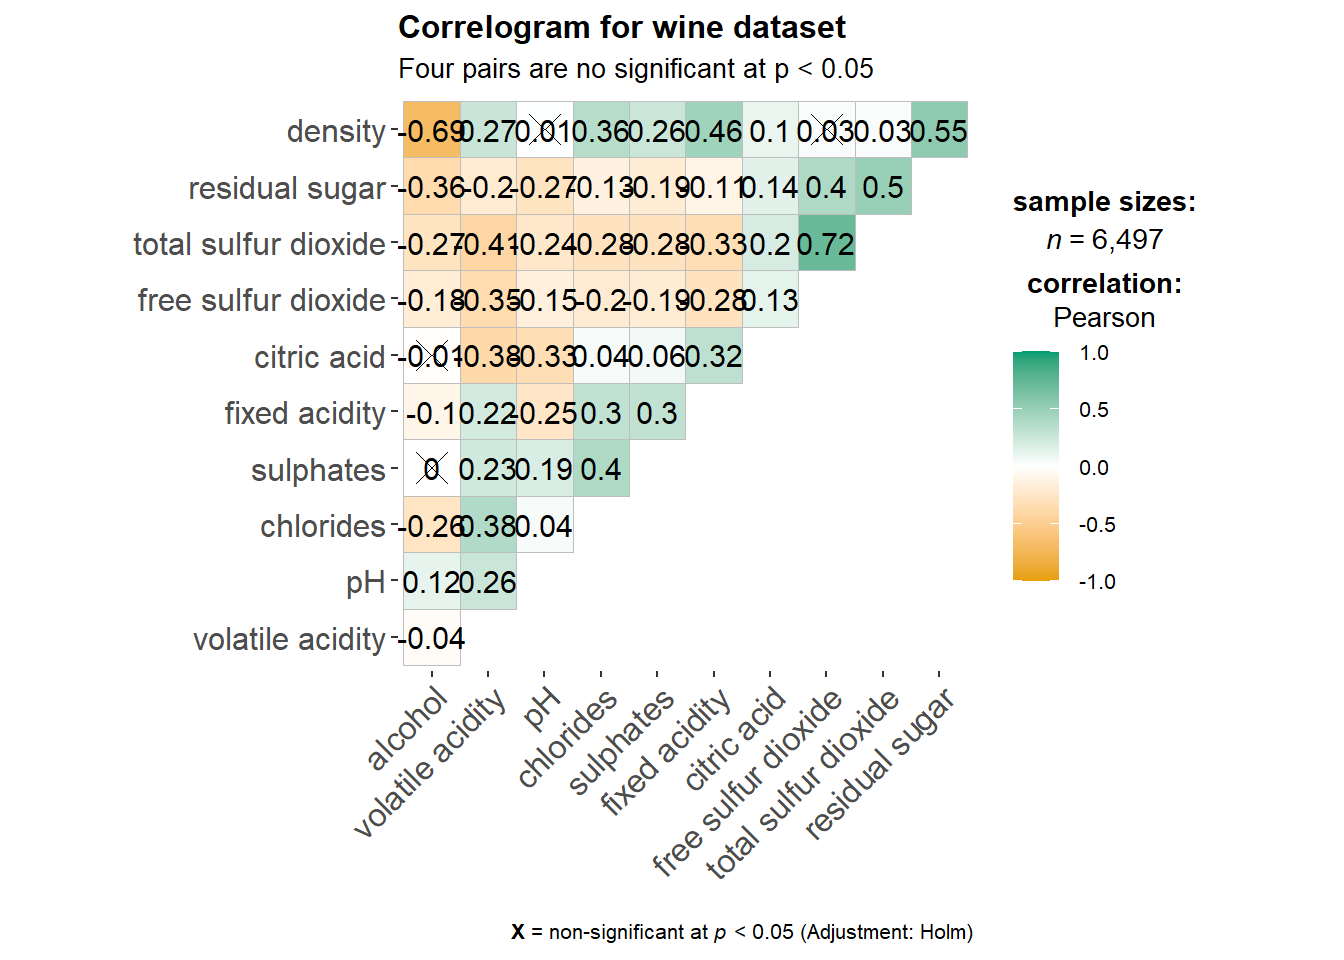 Correlogram for wine dataset
Four pairs are no significant at p < 0.05
density -0.69 0.27 0.01 0.36 0.26 0.46 0.1 0.03 0.03 0.55
residual sugar -0.36 -0.2 -0.27 -0.13 -0.19 -0.11 0.14 0.4 0.5
total sulfur dioxide -0.27 -0.41 -0.24 -0.28 -0.28 -0.33 0.2 0.72
free sulfur dioxide -0.18 -0.35 -0.15 -0.2 -0.19 -0.28 0.13
citric acid -0.01 -0.38 -0.33 0.04 0.06 0.32
fixed acidity -0.1 0.22 -0.25 0.3 0.3
sulphates 0 0.23 0.19 0.4
chlorides -0.26 0.38 0.04
pH 0.12 0.26
volatile acidity -0.04
alcohol
volatile acidity
pH
chlorides
sulphates
fixed acidity
citric acid
free sulfur dioxide
total sulfur dioxide
residual sugar
sample sizes:
n = 6,497
correlation:
Pearson
1.0
0.5
0.0
-0.5
-1.0
X = non-significant at p < 0.05 (Adjustment: Holm)